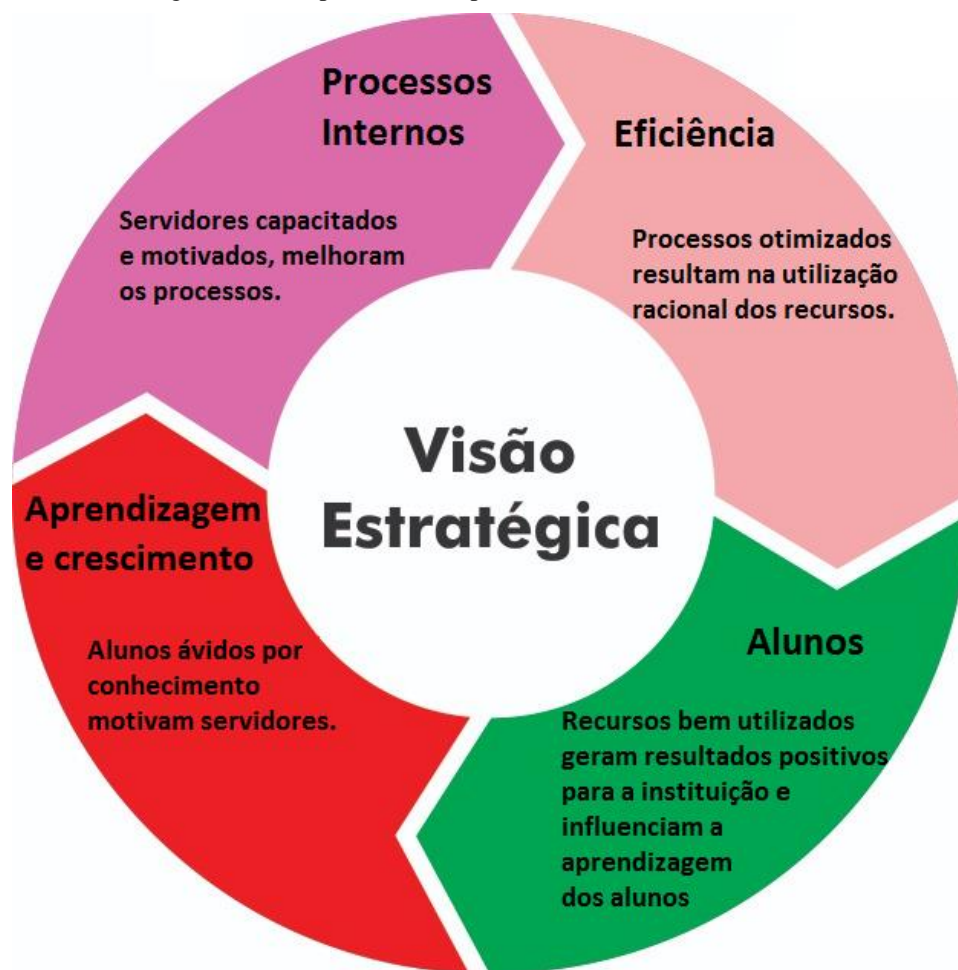 Processos
Internos
Servidores capacitados
e motivados, melhoram
os processos.
Eficiência
Processos otimizados
resultam na utilização
racional dos recursos.
Visão
Estratégica
Aprendizagem
e crescimento
Alunos ávidos por
conhecimento
motivam servidores.
Alunos
Recursos bem utilizados
geram resultados positivos
para a instituição e
influenciam a
aprendizagem
dos alunos